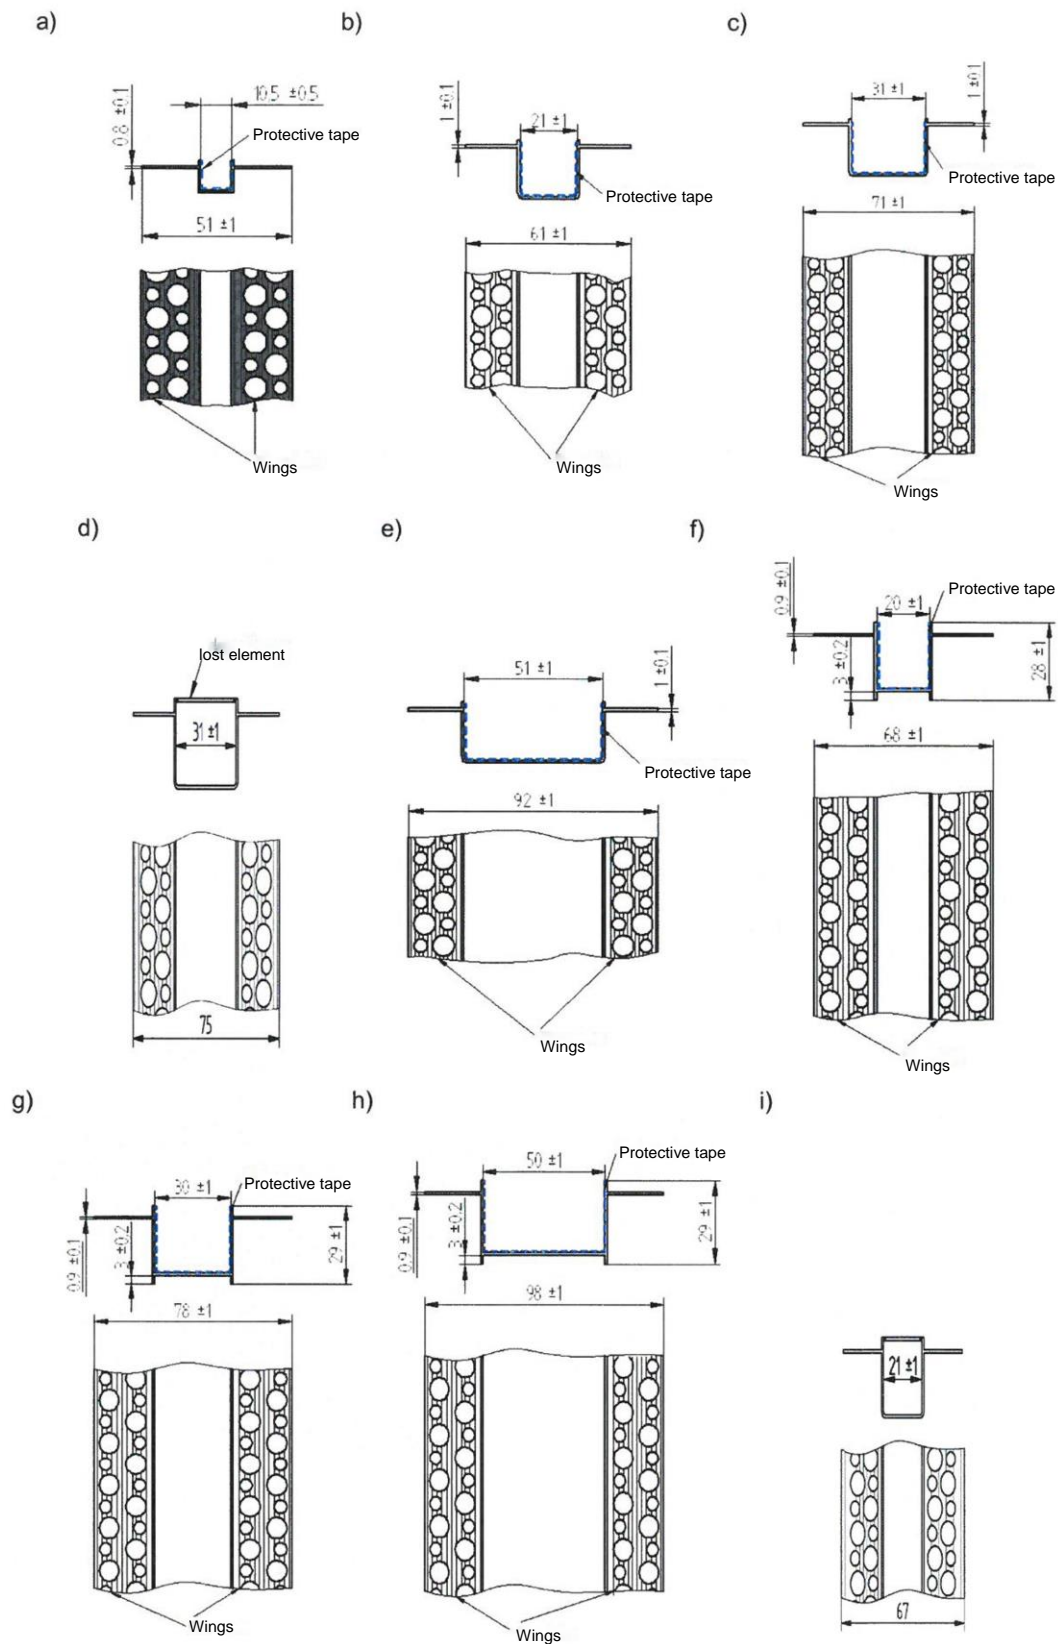 a)
b)
c)
10.5 ±0.5
0.8 ±0.1
Protective tape
51 ±1
Wings
1 ±0.1
21 ±1
Protective tape
61 ±1
Wings
31 ±1
1 ±0.1
Protective tape
71 ±1
Wings
d)
e)
f)
lost element
31 ±1
75
51 ±1
1 ±0.1
Protective tape
92 ±1
Wings
0.9 ±0.1
20 ±1
Protective tape
3 ±0.2
28 ±1
68 ±1
Wings
g)
h)
i)
30 ±1
Protective tape
0.9 ±0.1
3 ±0.2
29 ±1
78 ±1
Wings
50 ±1
Protective tape
0.9 ±0.1
3 ±0.2
29 ±1
98 ±1
Wings
21 ±1
67